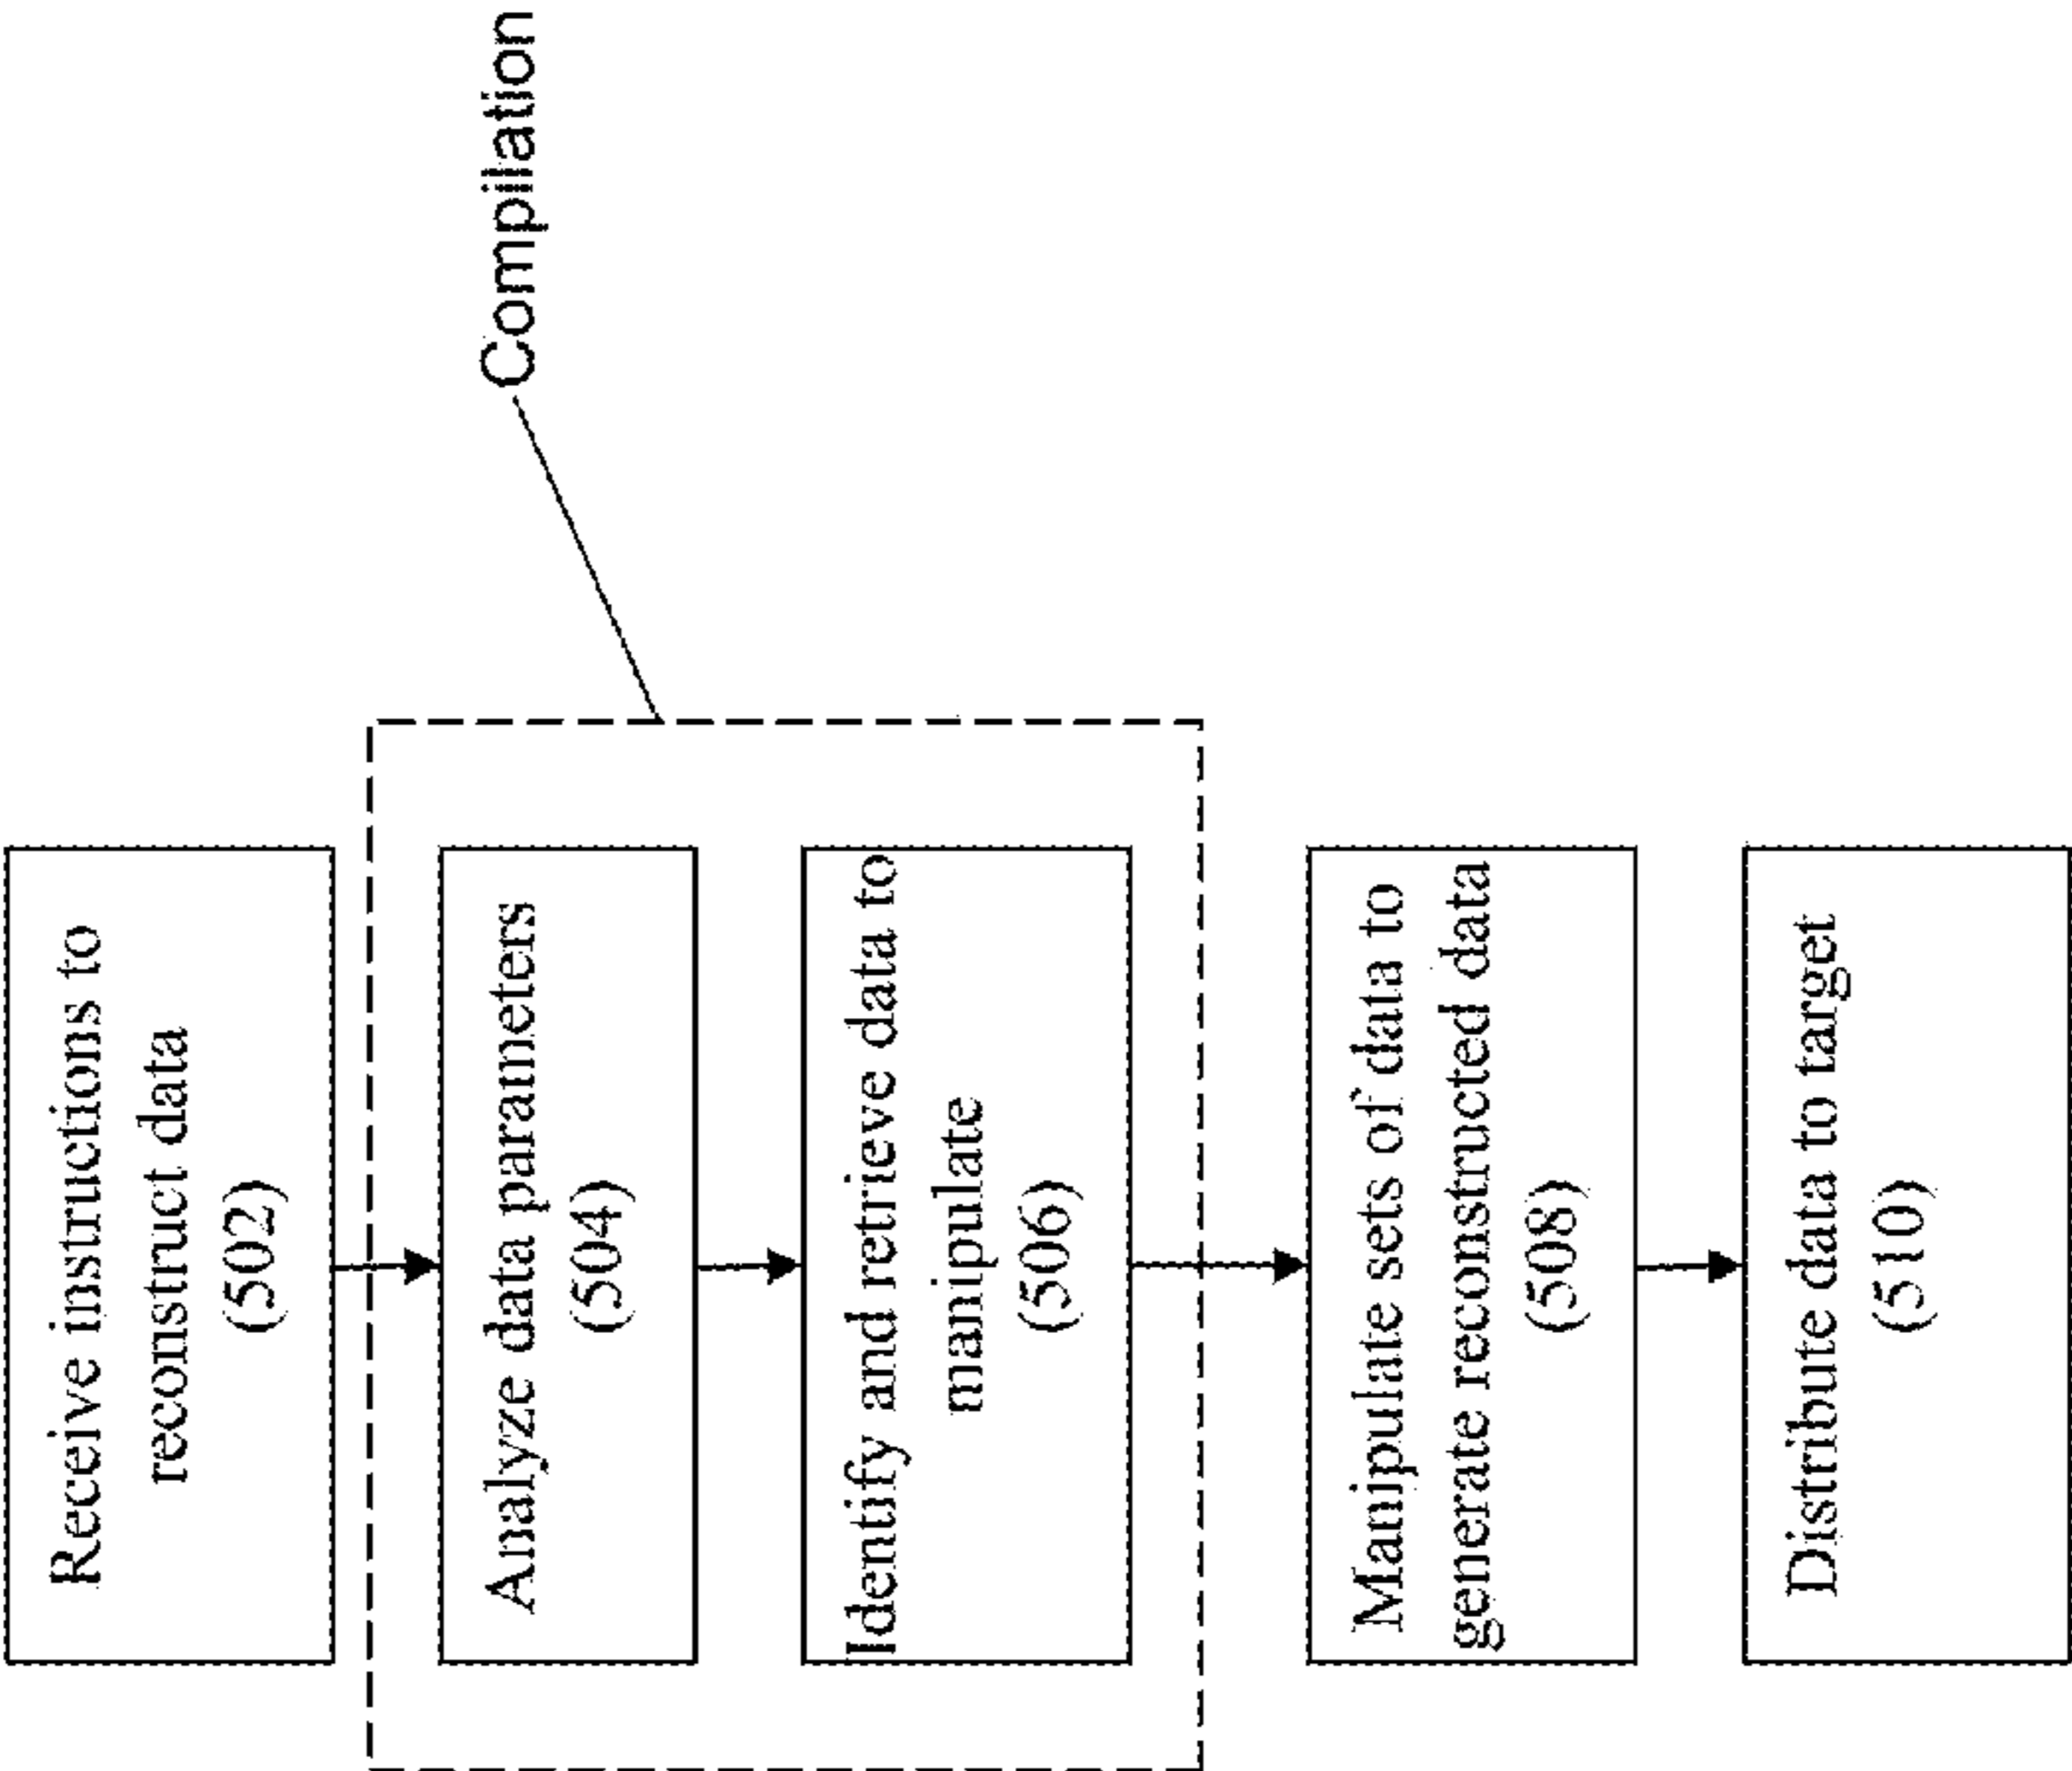 Receive instructions to
reconstruct data
(502)
Compilation
Analyze data parameters
(504)
Identify and retrieve data to
manipulate
(506)
Manipulate sets of data to
generate reconstructed data
(508)
Distribute data to target
(510)